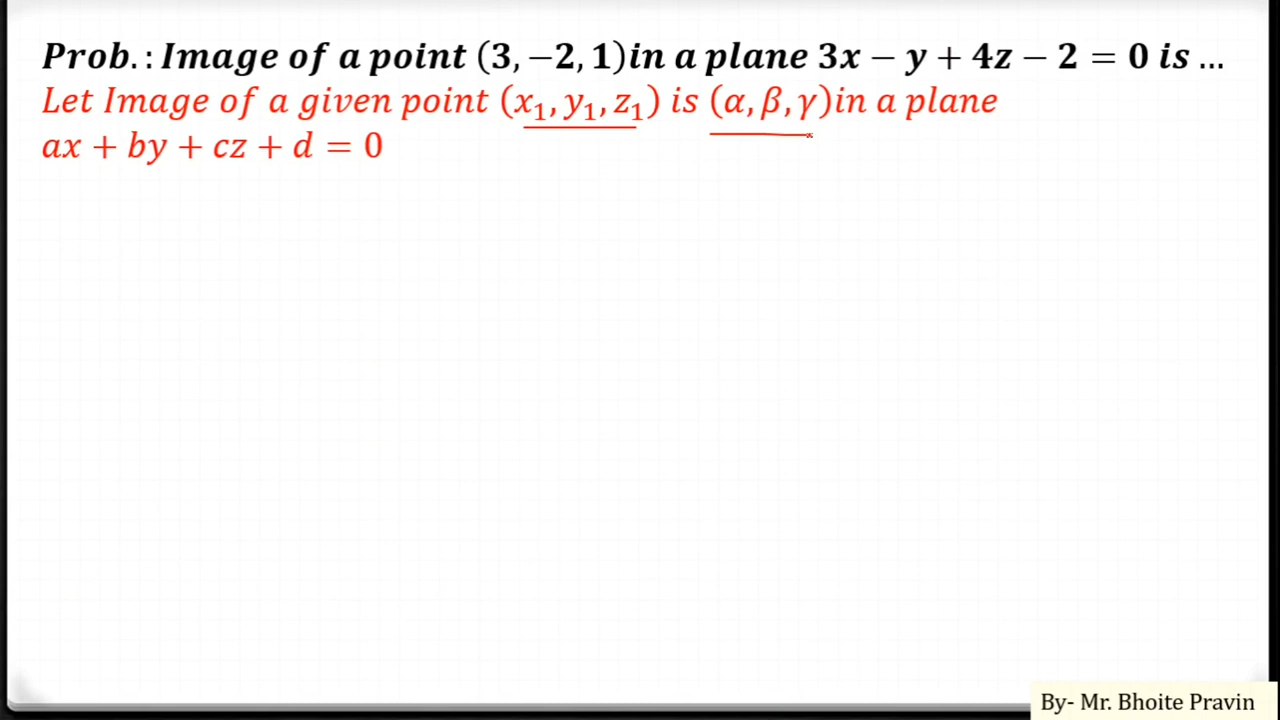 Prob.: Image of a point (3, −2, 1)in a plane 3x − y + 4z − 2 = 0 is ...
Let Image of a given point (x₁, y₁, z₁) is (α, β, γ)in a plane
ax + by + cz + d = 0
By- Mr. Bhoite Pravin